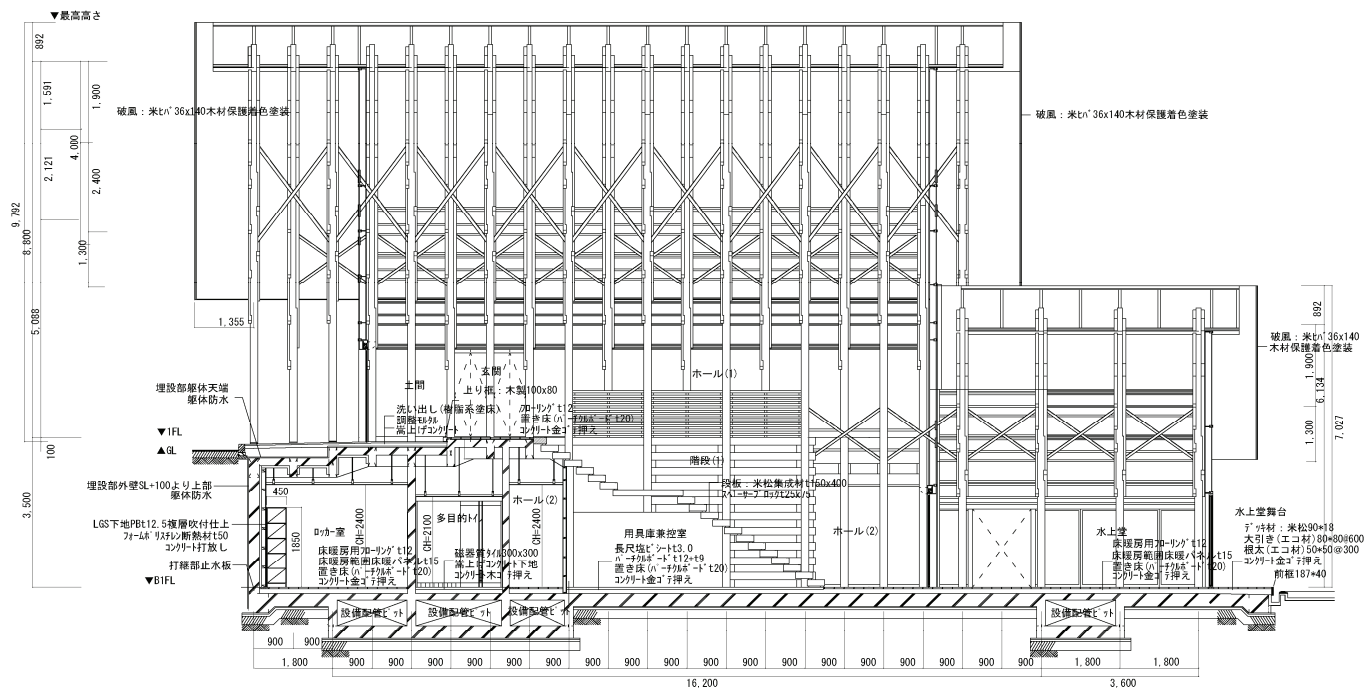 ▼最高高さ
892
1,591
1,900
4,000
2,121
2,400
9,792
8,800
1,300
5,088
1,355
破風：米ﾋﾊﾞ36x140木材保護着色塗装
破風：米ﾋﾊﾞ36x140木材保護着色塗装
892
破風：米ﾋﾊﾞ36x140
木材保護着色塗装
1,900
6,134
1,300
7,027
埋設部躯体天端
躯体防水
▼1FL
▲GL
100
3,500
埋設部外壁SL+100より上部
躯体防水
450
1850
LGS下地PBt12.5複層吹付仕上
ﾌｫｰﾑﾎﾟﾘｽﾁﾚﾝ断熱材t50
ｺﾝｸﾘｰﾄ打放し
打継部止水板
▼B1FL
土間
玄関
上り框：木製100x80
洗い出し(樹脂系塗床)
調整ﾓﾙﾀﾙ
嵩上げｺﾝｸﾘｰﾄ
ﾌﾛｰﾘﾝｸﾞt12
置き床(ﾊﾟｰﾁｸﾙﾎﾞｰﾄﾞt20)
ｺﾝｸﾘｰﾄ金ｺﾞﾃ押え
ホール(1)
階段(1)
段板：米松集成材t150x400
ｽﾍﾟｰｻｰﾌﾞﾛｯｸt25x75
ホール(2)
ﾛｯｶｰ室
CH=2400
床暖房用ﾌﾛｰﾘﾝｸﾞt12
床暖房範囲床暖ﾊﾟﾈﾙt15
置き床(ﾊﾟｰﾁｸﾙﾎﾞｰﾄﾞt20)
ｺﾝｸﾘｰﾄ金ｺﾞﾃ押え
CH=2100
多目的ﾄｲﾚ
磁器質ﾀｲﾙ300x300
嵩上げｺﾝｸﾘｰﾄ下地
ｺﾝｸﾘｰﾄ木ｺﾞﾃ押え
CH=2400
用具庫兼控室
長尺塩ﾋﾞｼｰﾄt3.0
ﾊﾟｰﾁｸﾙﾎﾞｰﾄﾞt12+t9
置き床(ﾊﾟｰﾁｸﾙﾎﾞｰﾄﾞt20)
ｺﾝｸﾘｰﾄ金ｺﾞﾃ押え
ホール(2)
水上堂
床暖房用ﾌﾛｰﾘﾝｸﾞt12
床暖房範囲床暖ﾊﾟﾈﾙt15
置き床(ﾊﾟｰﾁｸﾙﾎﾞｰﾄﾞt20)
ｺﾝｸﾘｰﾄ金ｺﾞﾃ押え
水上堂舞台
ﾃﾞｯｷ材：米松90*18
大引き(エコ材)80*80@600
根太(エコ材)50*50@300
前框187*40
設備配管ﾋﾟｯﾄ
設備配管ﾋﾟｯﾄ
設備配管ﾋﾟｯﾄ
設備配管ﾋﾟｯﾄ
900 900
1,800 900 900 900 900 900 900 900 900 900 900 900 900 900 900 900 900 900 900 1,800 1,800
16,200 3,600